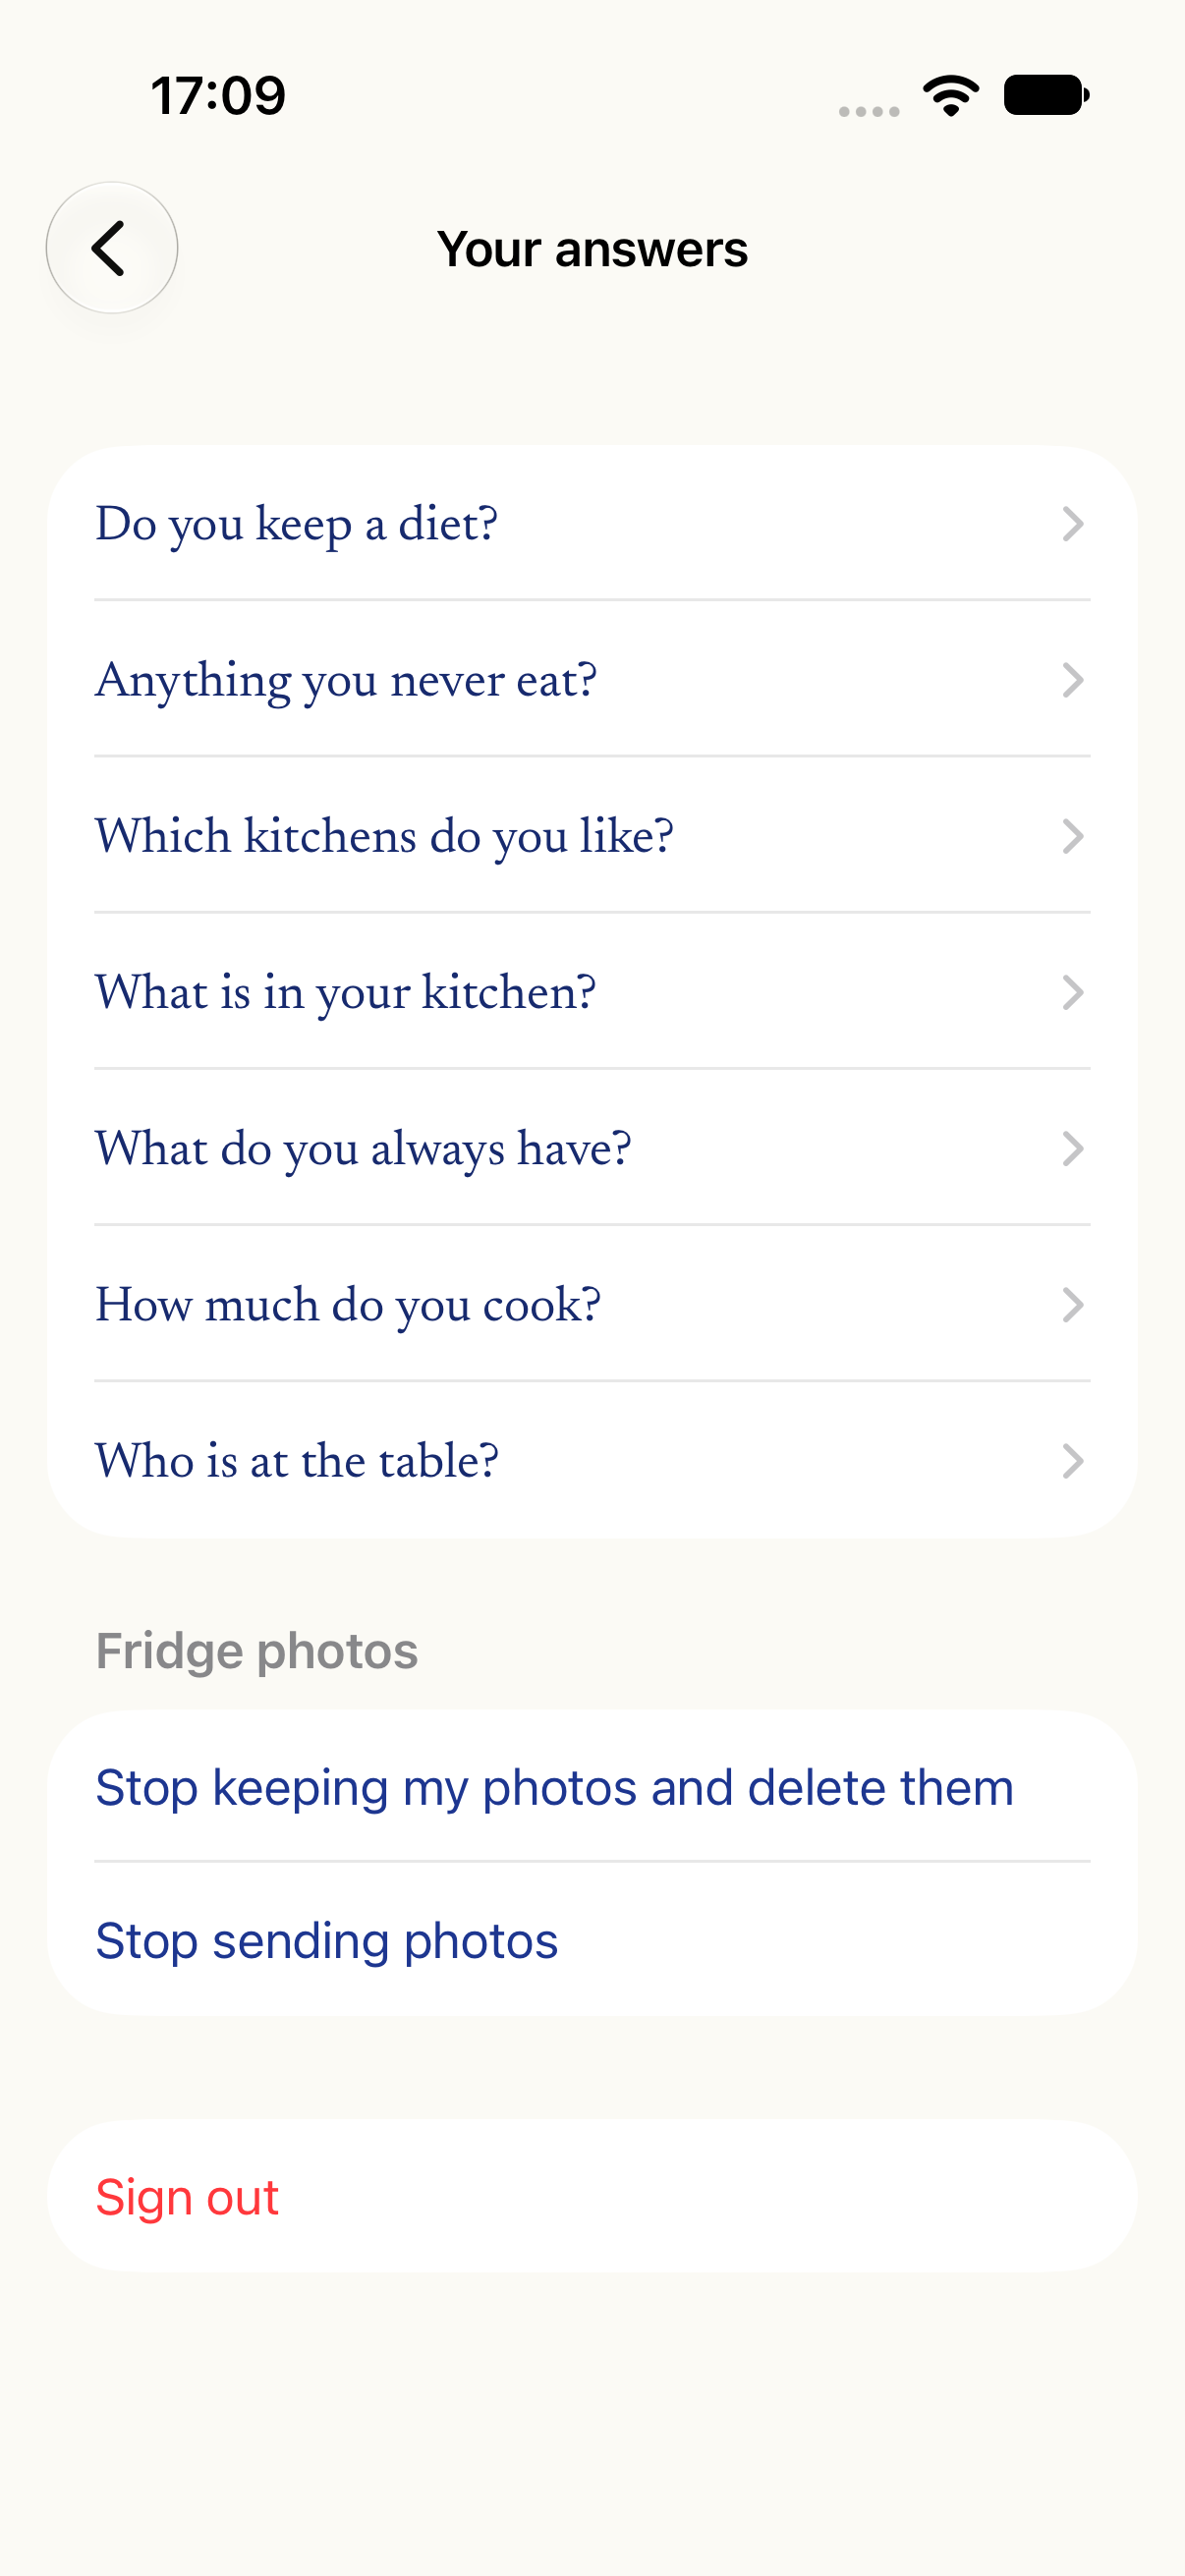 17:09
Your answers
Do you keep a diet?
Anything you never eat?
Which kitchens do you like?
What is in your kitchen?
What do you always have?
How much do you cook?
Who is at the table?
Fridge photos
Stop keeping my photos and delete them
Stop sending photos
Sign out